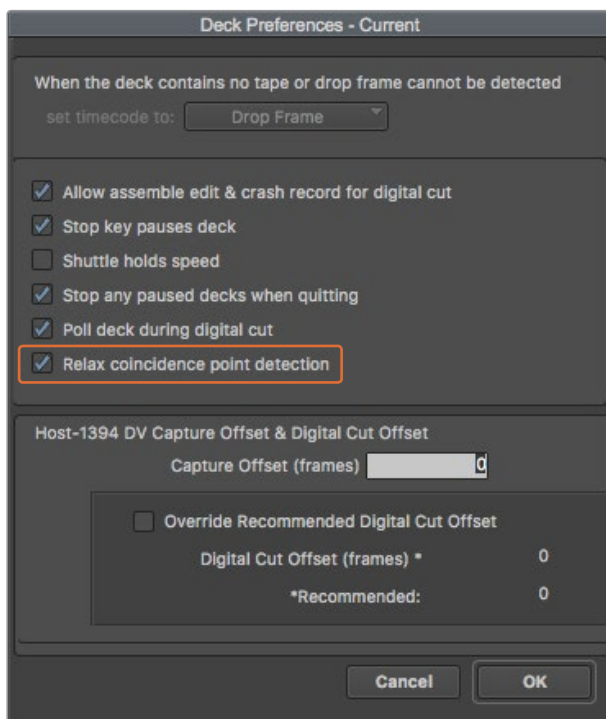 Deck Preferences - Current
When the deck contains no tape or drop frame cannot be detected
set timecode to: Drop Frame
Allow assemble edit & crash record for digital cut
Stop key pauses deck
Shuttle holds speed
Stop any paused decks when quitting
Poll deck during digital cut
Relax coincidence point detection
Host-1394 DV Capture Offset & Digital Cut Offset
Capture Offset (frames) 0
Override Recommended Digital Cut Offset
Digital Cut Offset (frames) * 0
*Recommended: 0
Cancel OK